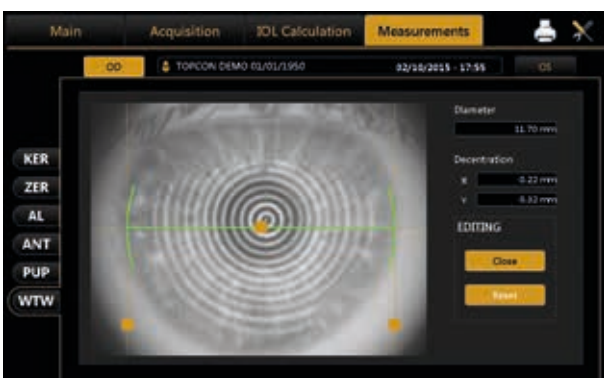 Main Acquisition IOL Calculation Measurements
OD TOPCON DEMO 01/01/1950 02/10/2015 - 17:55 OS
Diameter
11.70 mm
Decentration
X 0.22 mm
Y 0.32 mm
EDITING
Close
Reset
KER
ZER
AL
ANT
PUP
WTW